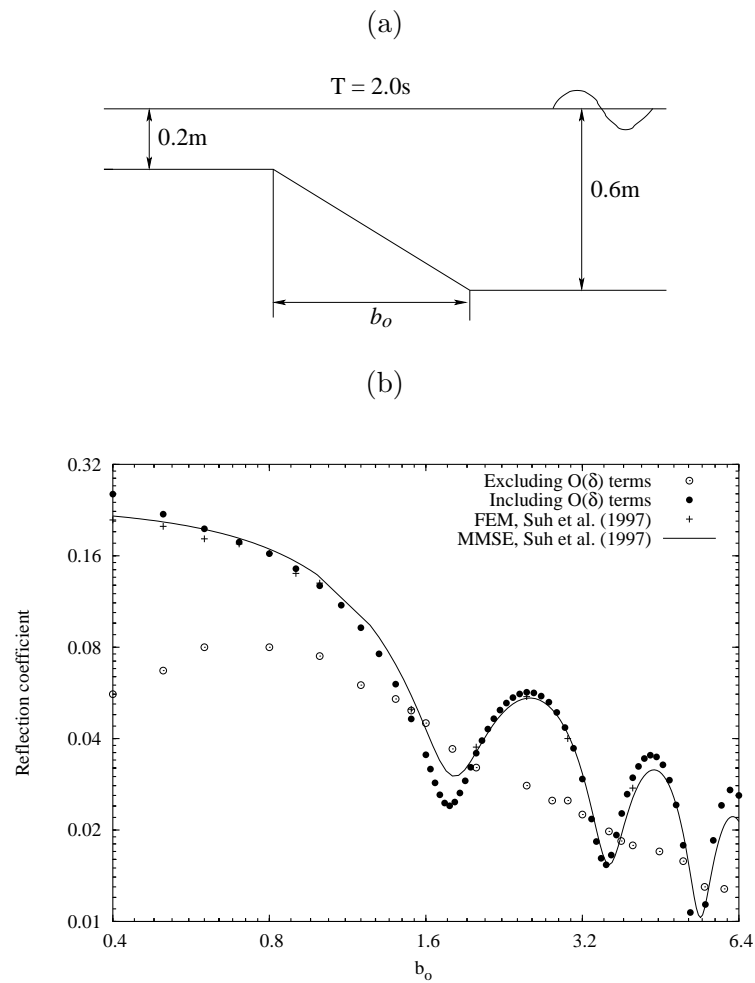 (a)
T = 2.0s
0.2m
0.6m
b_o
(b)
Excluding O(δ) terms
Including O(δ) terms
FEM, Suh et al. (1997)
MMSE, Suh et al. (1997)
Reflection coefficient
0.32
0.16
0.08
0.04
0.02
0.01
0.4 0.8 1.6 3.2 6.4
b_o